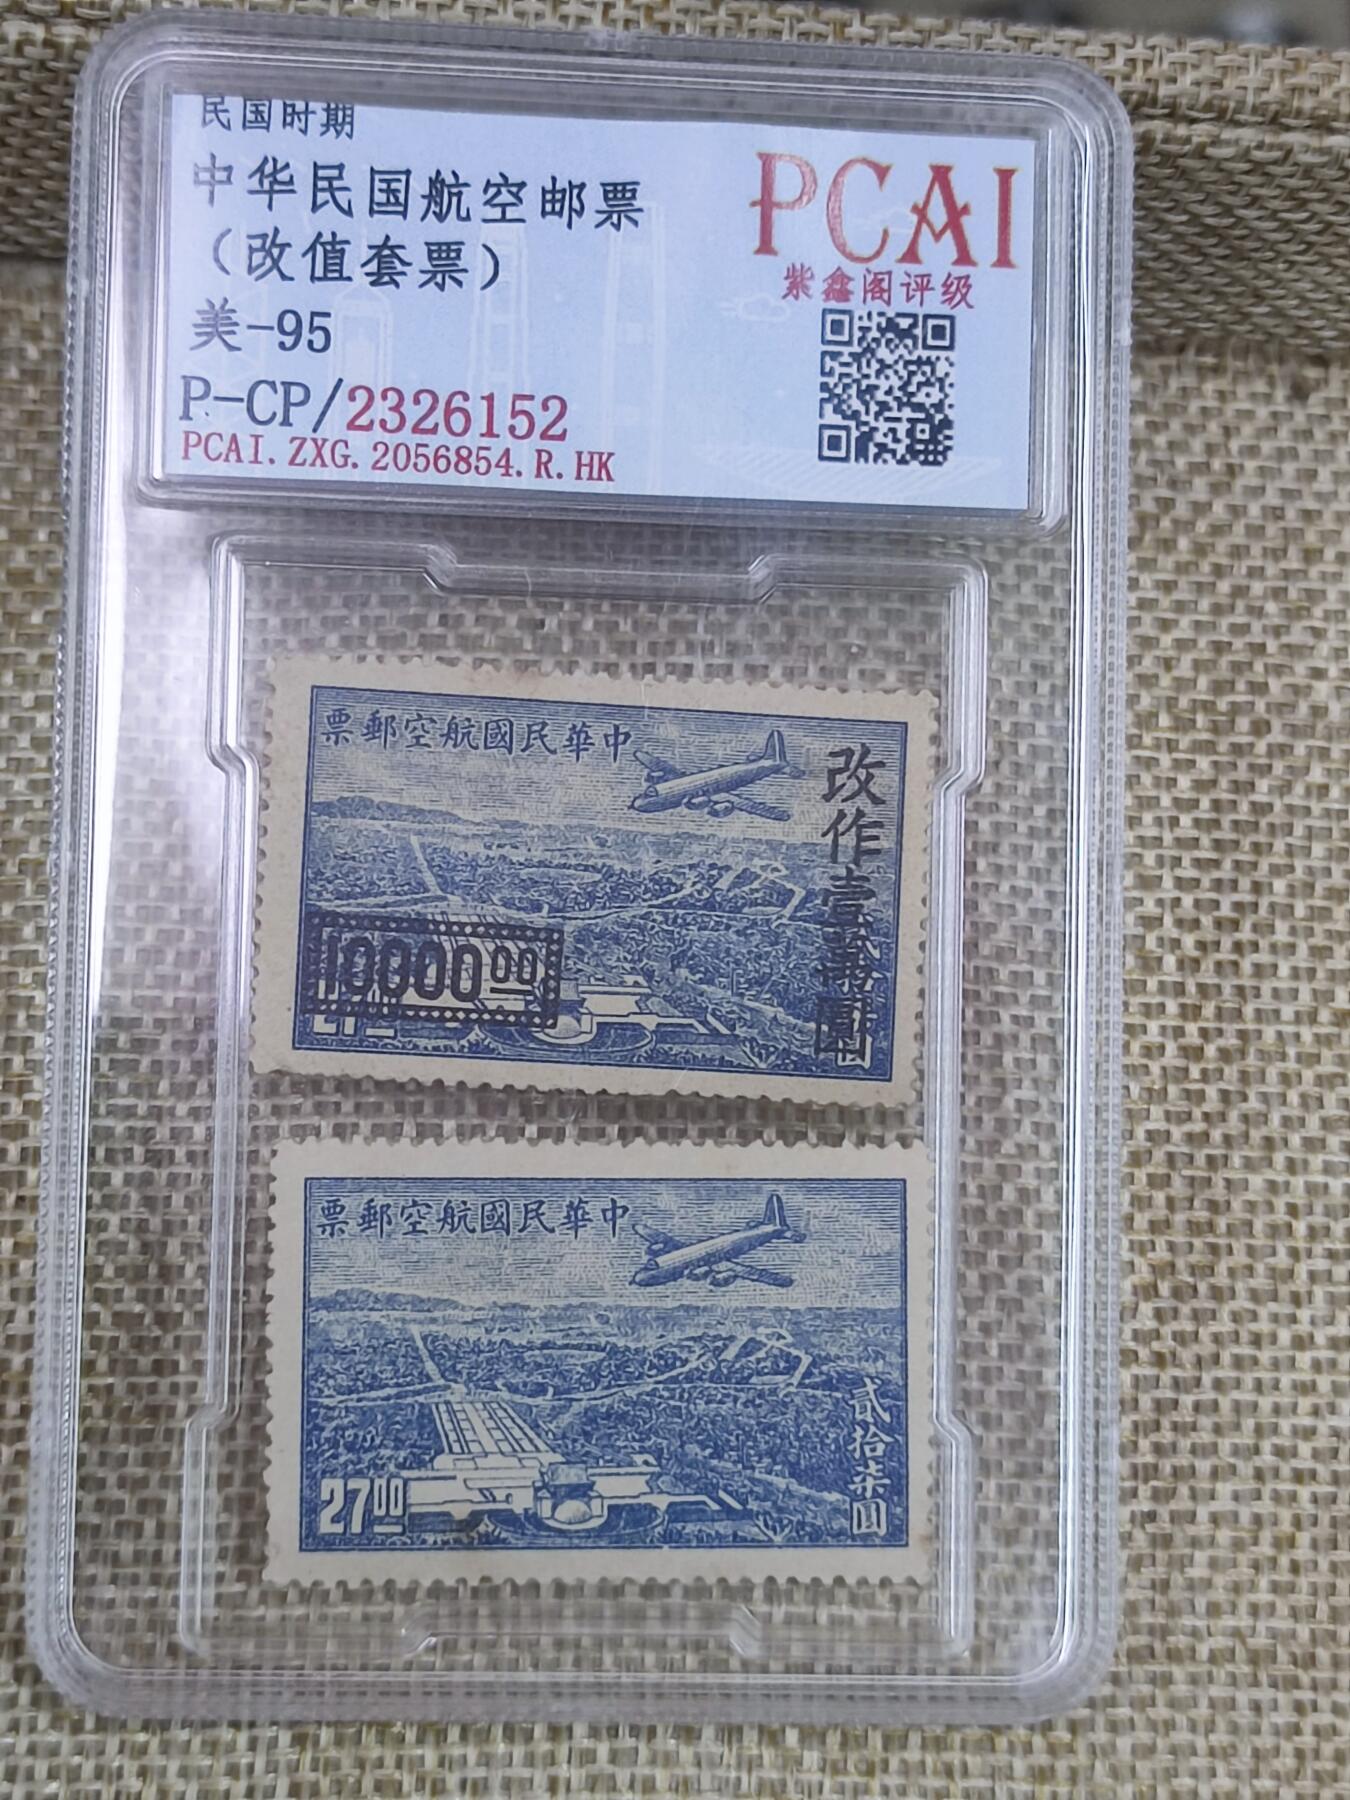 民国时期
中华民国航空邮票
（改值套票）
美-95
P-CP/2326152
PCAI.ZXG.2056854.R.HK
PCAI
紫鑫阁评级
票郵空航國民華中
改作壹萬圓
10000 00
27 00
票郵空航國民華中
貳拾柒圓
27 00